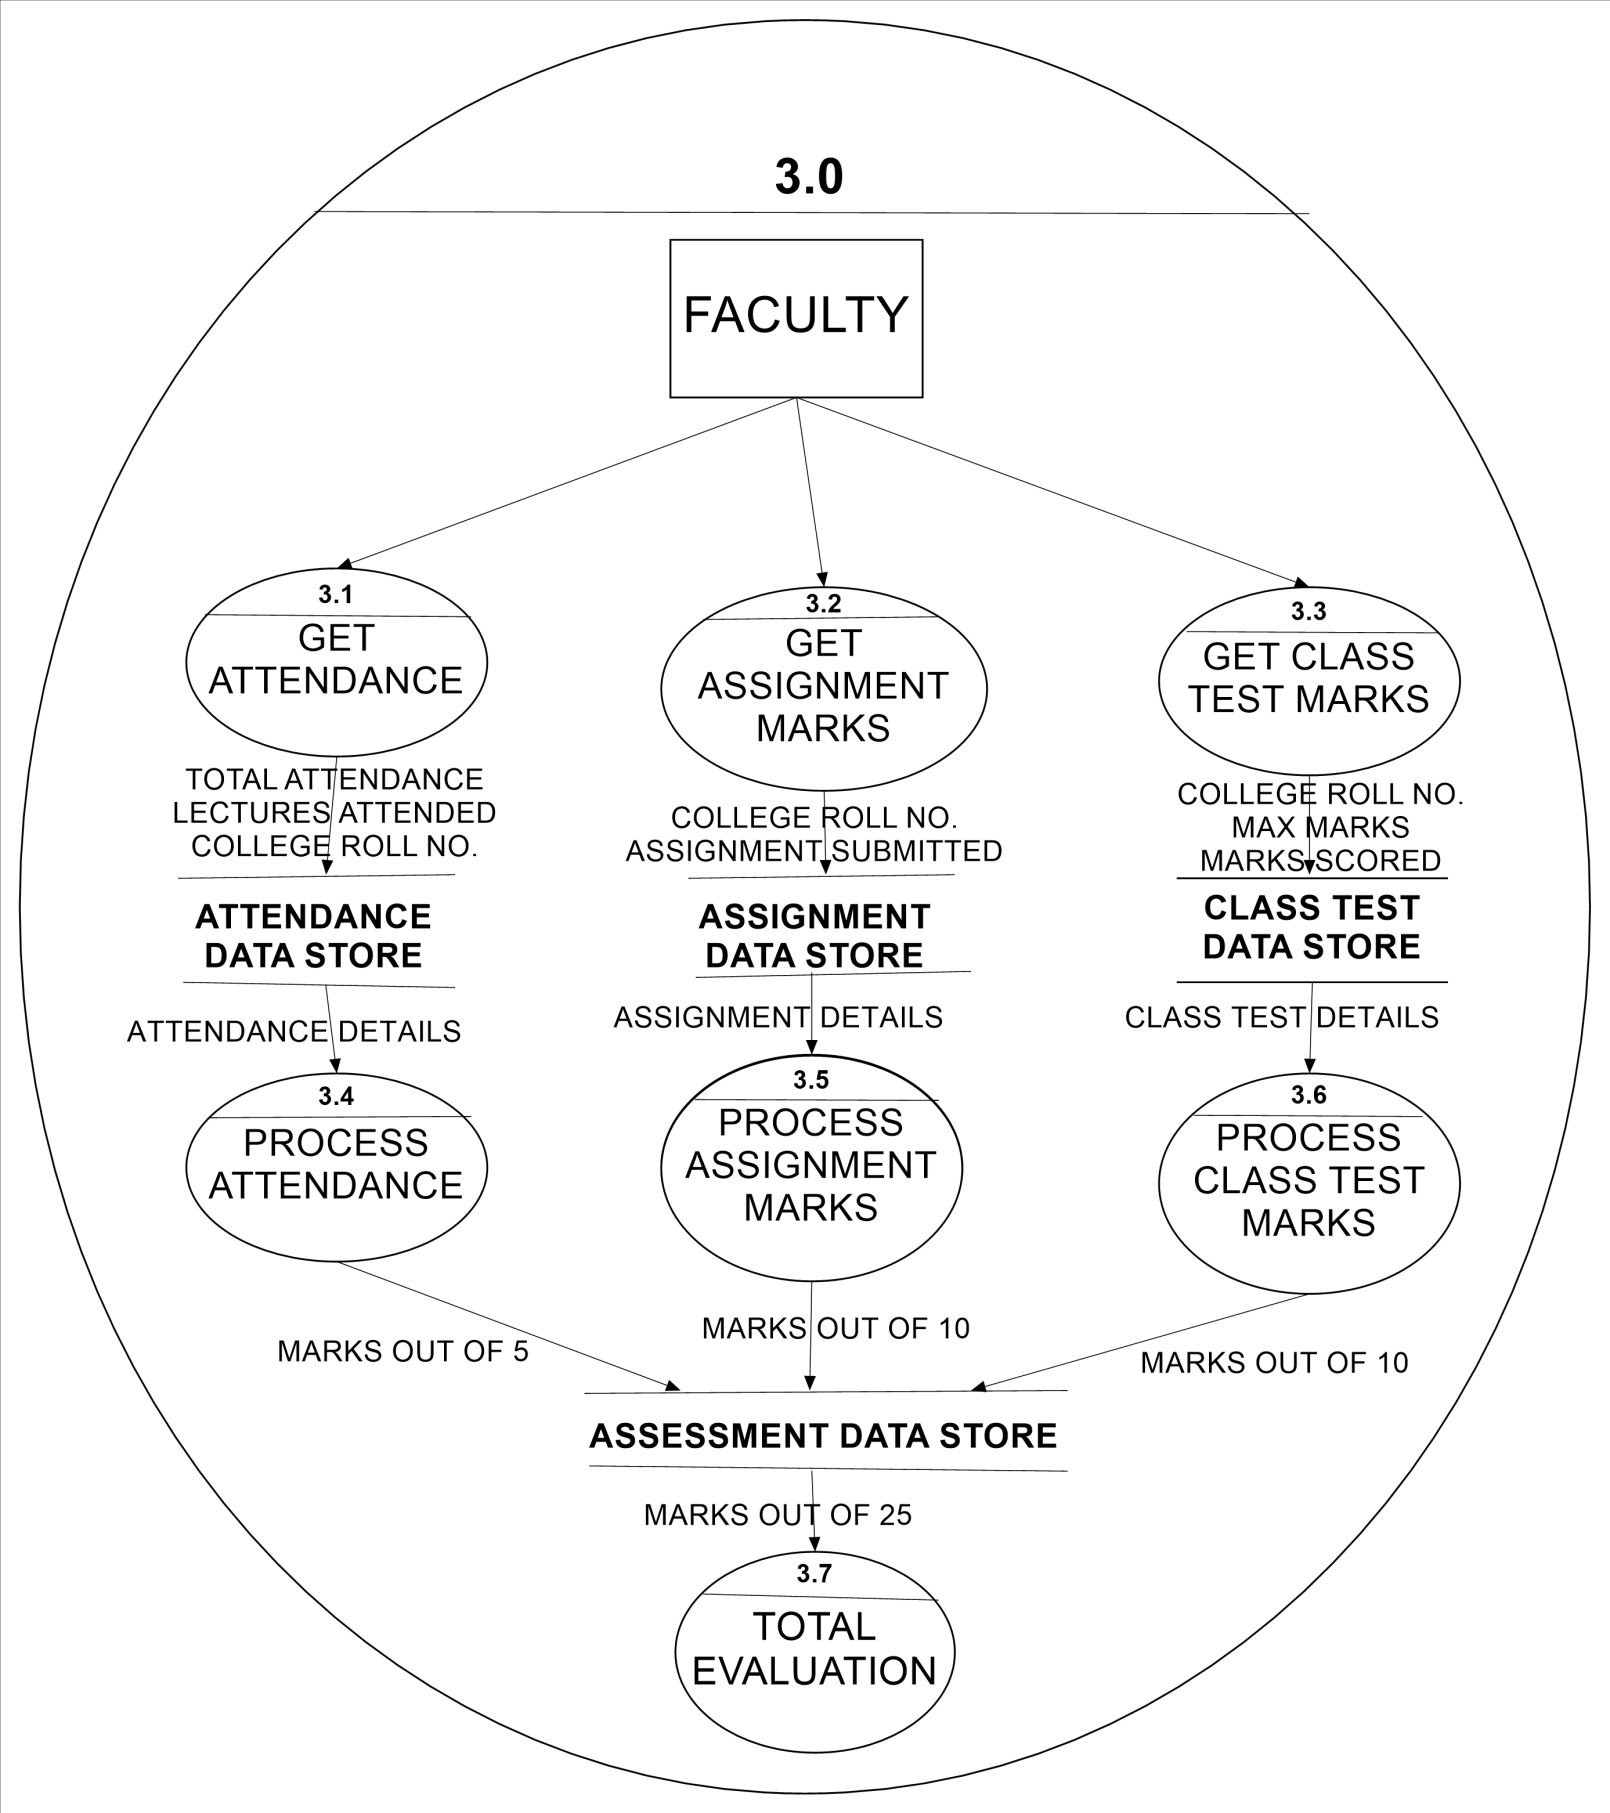 3.0
FACULTY
3.1
GET
ATTENDANCE
3.2
GET
ASSIGNMENT
MARKS
3.3
GET CLASS
TEST MARKS
TOTAL ATTENDANCE
LECTURES ATTENDED
COLLEGE ROLL NO.
COLLEGE ROLL NO.
ASSIGNMENT SUBMITTED
COLLEGE ROLL NO.
MAX MARKS
MARKS SCORED
ATTENDANCE
DATA STORE
ASSIGNMENT
DATA STORE
CLASS TEST
DATA STORE
ATTENDANCE DETAILS
ASSIGNMENT DETAILS
CLASS TEST DETAILS
3.4
PROCESS
ATTENDANCE
3.5
PROCESS
ASSIGNMENT
MARKS
3.6
PROCESS
CLASS TEST
MARKS
MARKS OUT OF 5
MARKS OUT OF 10
MARKS OUT OF 10
ASSESSMENT DATA STORE
MARKS OUT OF 25
3.7
TOTAL
EVALUATION